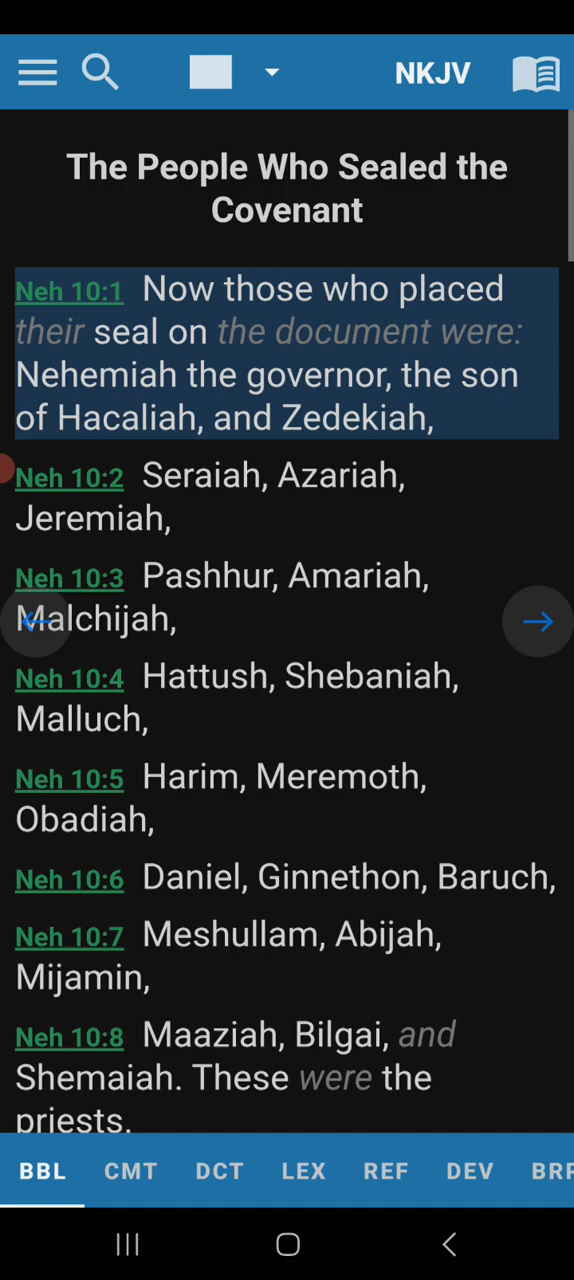 NKJV
The People Who Sealed the
Covenant
Neh 10:1 Now those who placed
their seal on the document were:
Nehemiah the governor, the son
of Hacaliah, and Zedekiah,
Neh 10:2 Seraiah, Azariah,
Jeremiah,
Neh 10:3 Pashhur, Amariah,
Malchijah,
Neh 10:4 Hattush, Shebaniah,
Malluch,
Neh 10:5 Harim, Meremoth,
Obadiah,
Neh 10:6 Daniel, Ginnethon, Baruch,
Neh 10:7 Meshullam, Abijah,
Mijamin,
Neh 10:8 Maaziah, Bilgai, and
Shemaiah. These were the
priests.
BBL CMT DCT LEX REF DEV BRP